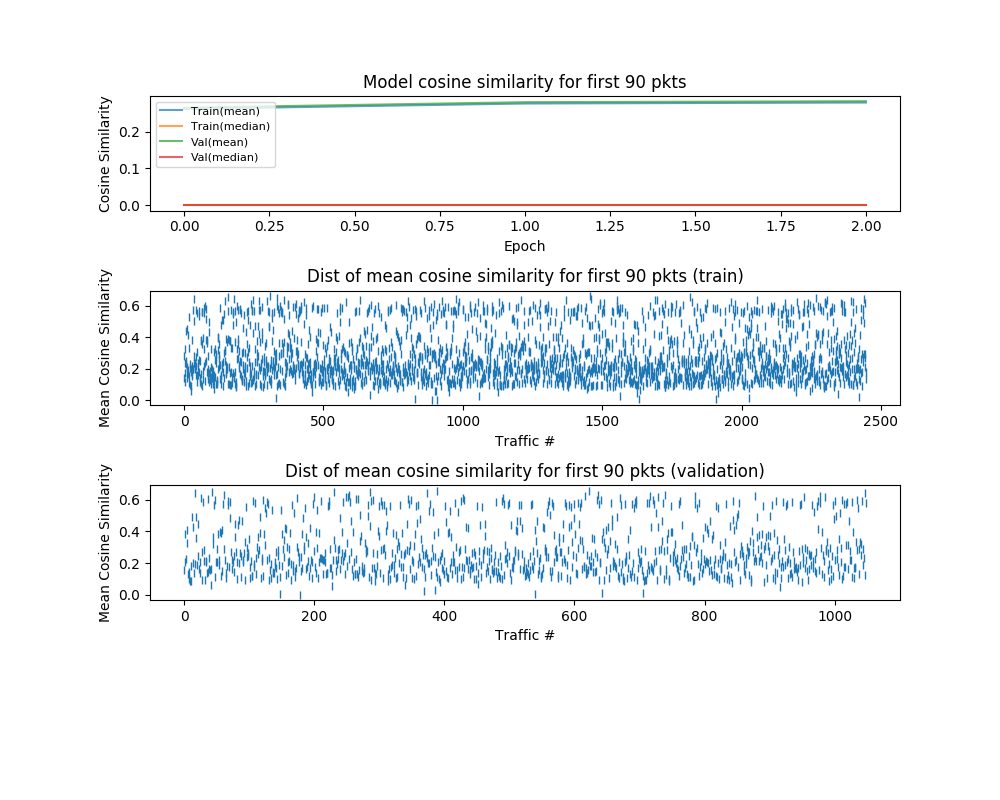 Model cosine similarity for first 90 pkts
Cosine Similarity
0.2
0.1
0.0
Train(mean)
Train(median)
Val(mean)
Val(median)
0.00 0.25 0.50 0.75 1.00 1.25 1.50 1.75 2.00
Epoch
Dist of mean cosine similarity for first 90 pkts (train)
Mean Cosine Similarity
0.6
0.4
0.2
0.0
0 500 1000 1500 2000 2500
Traffic #
Dist of mean cosine similarity for first 90 pkts (validation)
Mean Cosine Similarity
0.6
0.4
0.2
0.0
0 200 400 600 800 1000
Traffic #